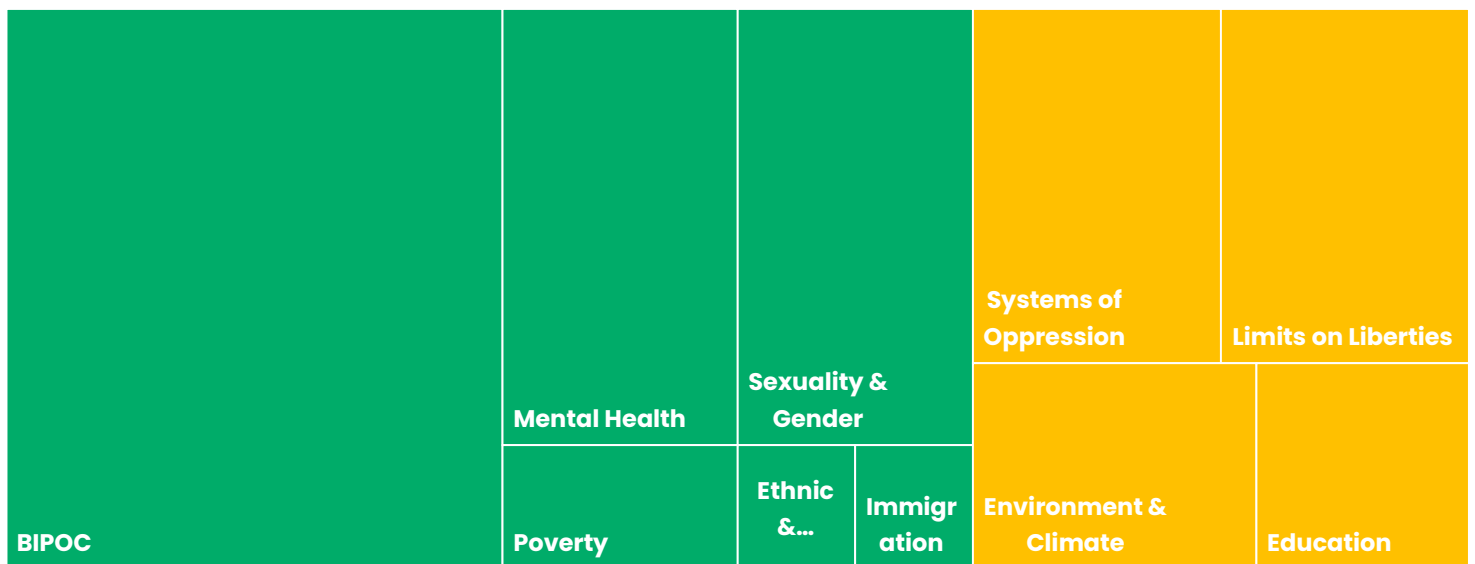 BIPOC
Mental Health
Sexuality &
Gender
Poverty
Ethnic
&...
Immigr
ation
Systems of
Oppression
Limits on Liberties
Environment &
Climate
Education